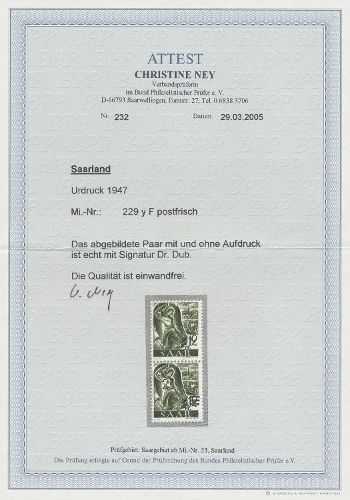 ATTEST
CHRISTINE NEY
Verbandsprüferin
im Bund Philatelistischer Prüfer e. V.
D-66793 Saarwellingen, Forststr. 27, Tel. 0 6838 3706
Nr. 232 Datum 29.03.2005
Saarland
Urdruck 1947
Mi.-Nr.: 229 y F postfrisch
Das abgebildete Paar mit und ohne Aufdruck
ist echt mit Signatur Dr. Dub.
Die Qualität ist einwandfrei.
12
SAAR
SAAR
Prüfgebiet: Saargebiet ab Mi.-Nr. 53, Saarland
Die Prüfung erfolgte auf Grund der Prüfordnung des Bundes Philatelistischer Prüfer e.V.